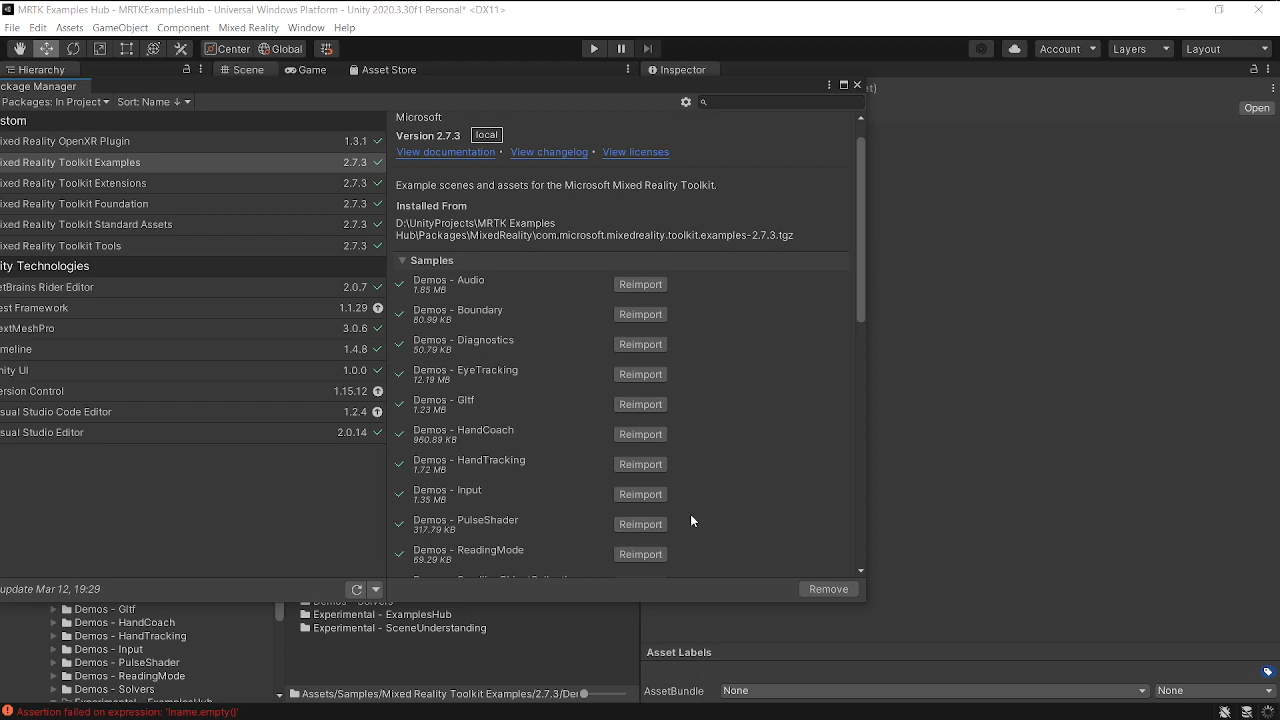 MRTK Examples Hub - MRTKExamplesHub - Universal Windows Platform - Unity 2020.3.30f1 Personal* <DX11>
File Edit Assets GameObject Component Mixed Reality Window Help
Center Global Account Layers Layout
Hierarchy Scene Game Asset Store Inspector
ckage Manager
Packages: In Project Sort: Name ↓
Open
stom
ixed Reality OpenXR Plugin 1.3.1
ixed Reality Toolkit Examples 2.7.3
ixed Reality Toolkit Extensions 2.7.3
ixed Reality Toolkit Foundation 2.7.3
ixed Reality Toolkit Standard Assets 2.7.3
ixed Reality Toolkit Tools 2.7.3
ity Technologies
etBrains Rider Editor 2.0.7
est Framework 1.1.29
extMeshPro 3.0.6
meline 1.4.8
nity UI 1.0.0
ersion Control 1.15.12
sual Studio Code Editor 1.2.4
sual Studio Editor 2.0.14
update Mar 12, 19:29
Microsoft
Version 2.7.3 local
View documentation • View changelog • View licenses
Example scenes and assets for the Microsoft Mixed Reality Toolkit.
Installed From
D:\UnityProjects\MRTK Examples
Hub\Packages\MixedReality\com.microsoft.mixedreality.toolkit.examples-2.7.3.tgz
Samples
Demos - Audio Reimport
1.85 MB
Demos - Boundary Reimport
80.99 KB
Demos - Diagnostics Reimport
50.79 KB
Demos - EyeTracking Reimport
12.19 MB
Demos - Gltf Reimport
1.23 MB
Demos - HandCoach Reimport
960.89 KB
Demos - HandTracking Reimport
1.72 MB
Demos - Input Reimport
1.35 MB
Demos - PulseShader Reimport
317.79 KB
Demos - ReadingMode Reimport
69.29 KB
Remove
Demos - Gltf
Demos - HandCoach
Demos - HandTracking
Demos - Input
Demos - PulseShader
Demos - ReadingMode
Demos - Solvers
Experimental - ExamplesHub
Demos - Solvers
Experimental - ExamplesHub
Experimental - SceneUnderstanding
Assets/Samples/Mixed Reality Toolkit Examples/2.7.3/De
Asset Labels
AssetBundle None None
Assertion failed on expression: '!name.empty()'